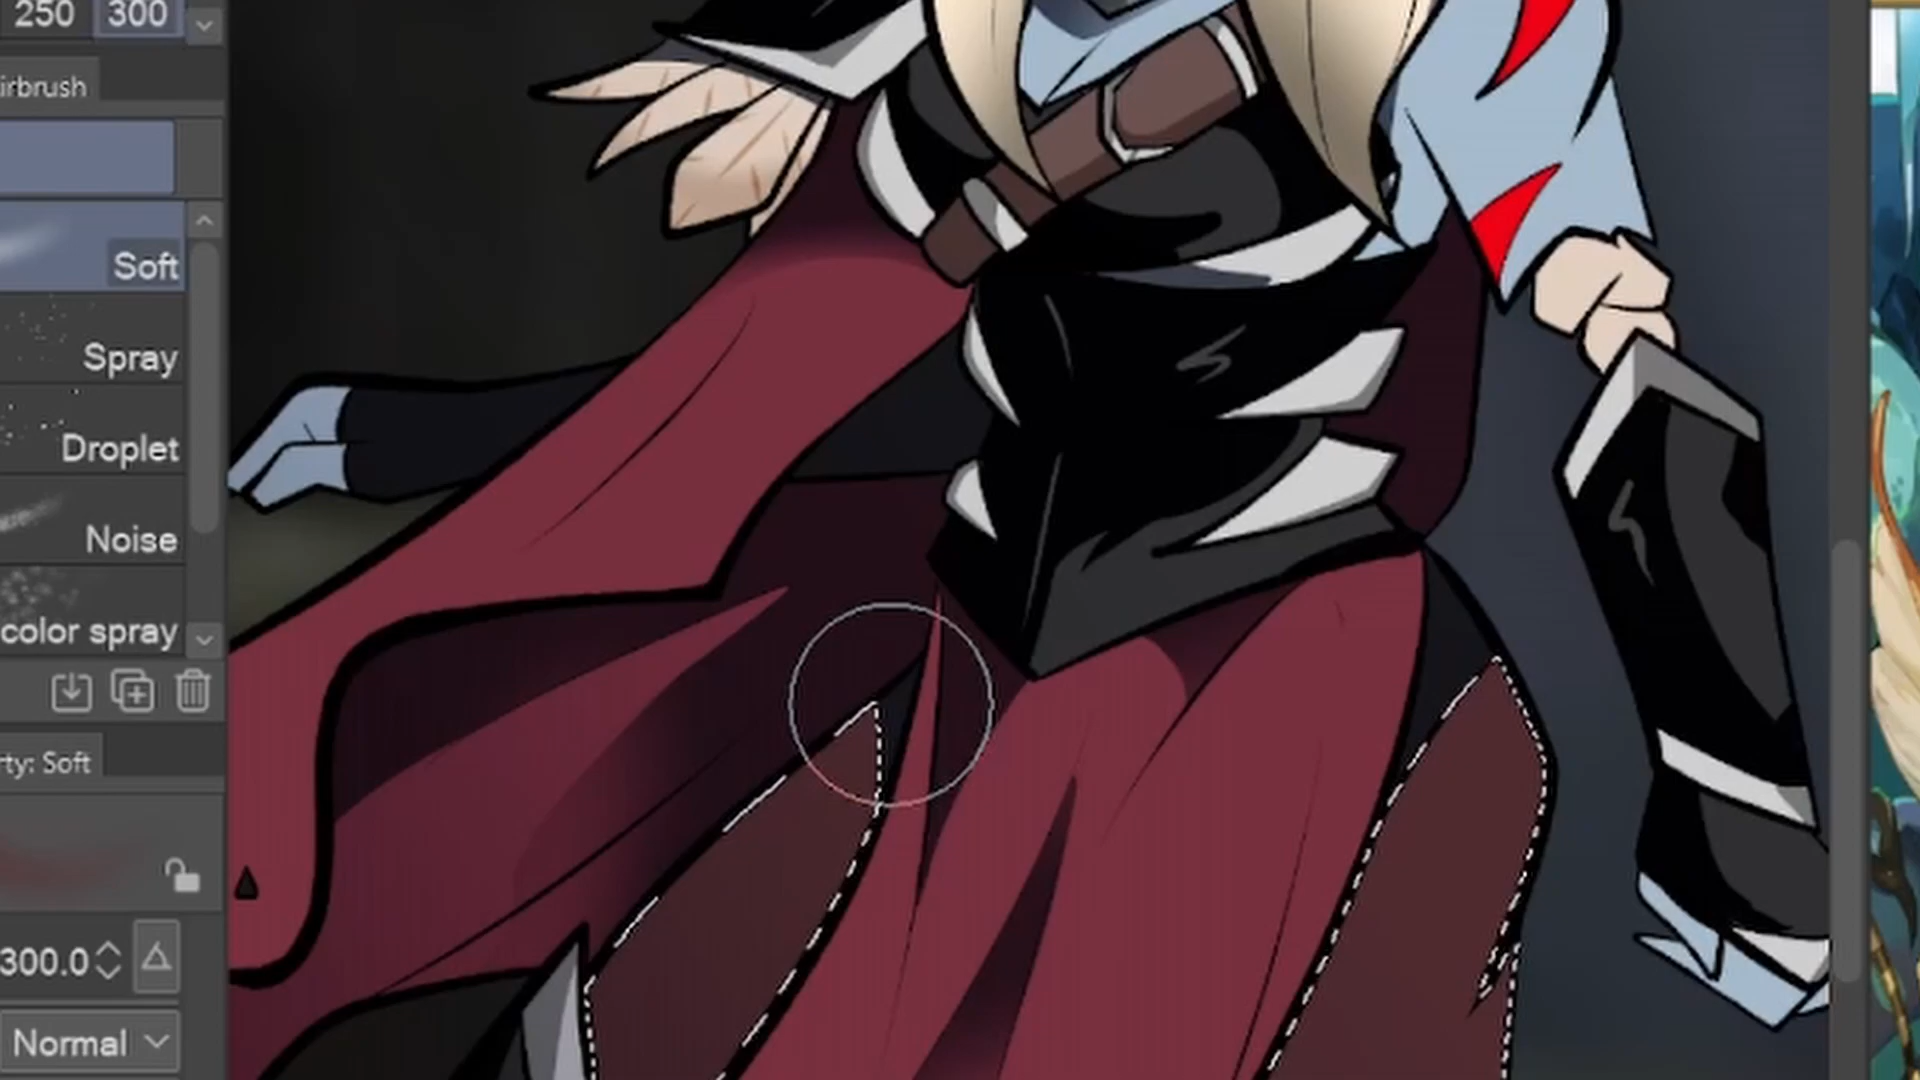 250 300
irbrush
Soft
Spray
Droplet
Noise
color spray
rty: Soft
300.0
Normal